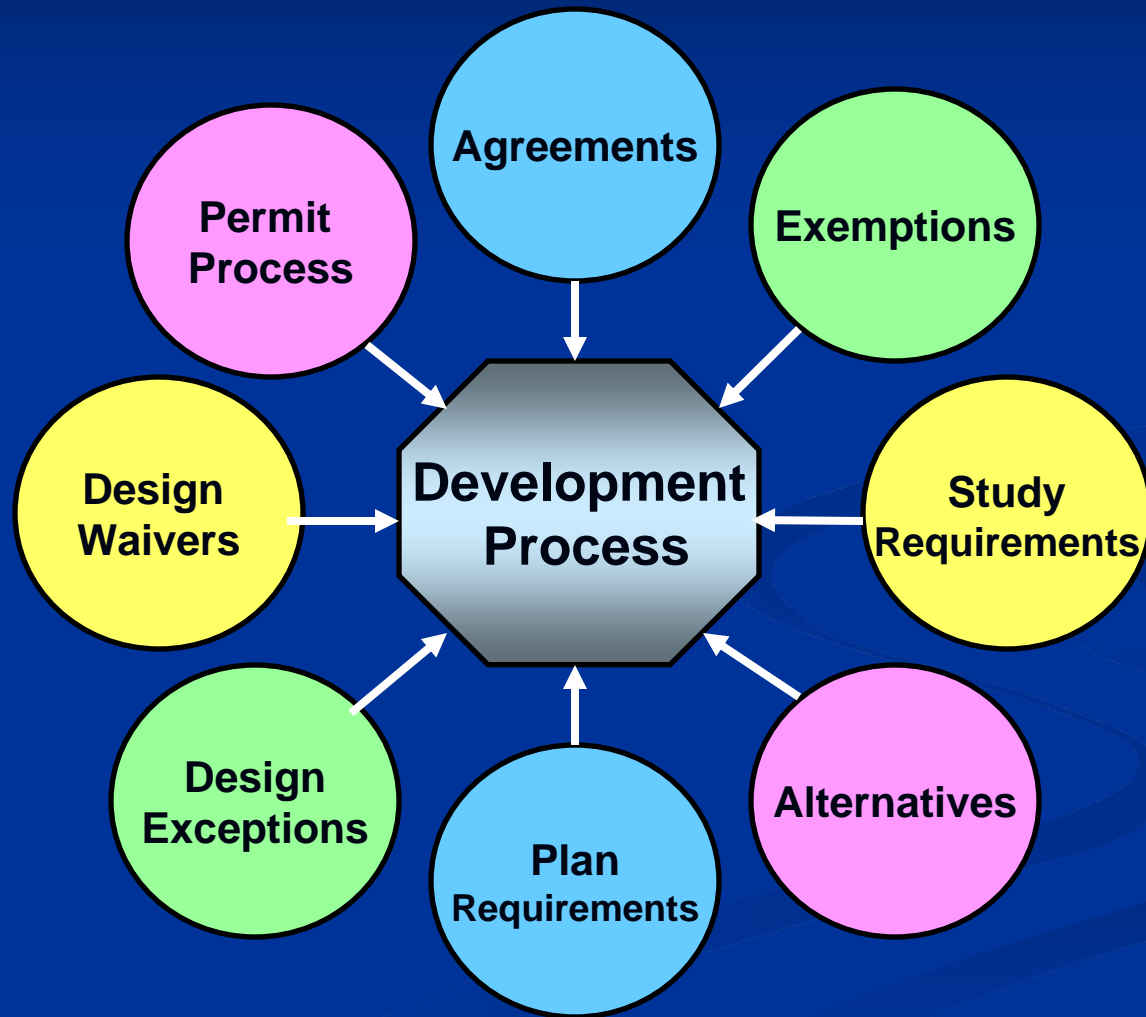 Agreements
Exemptions
Permit
Process
Design
Waivers
Development
Process
Study
Requirements
Design
Exceptions
Plan
Requirements
Alternatives